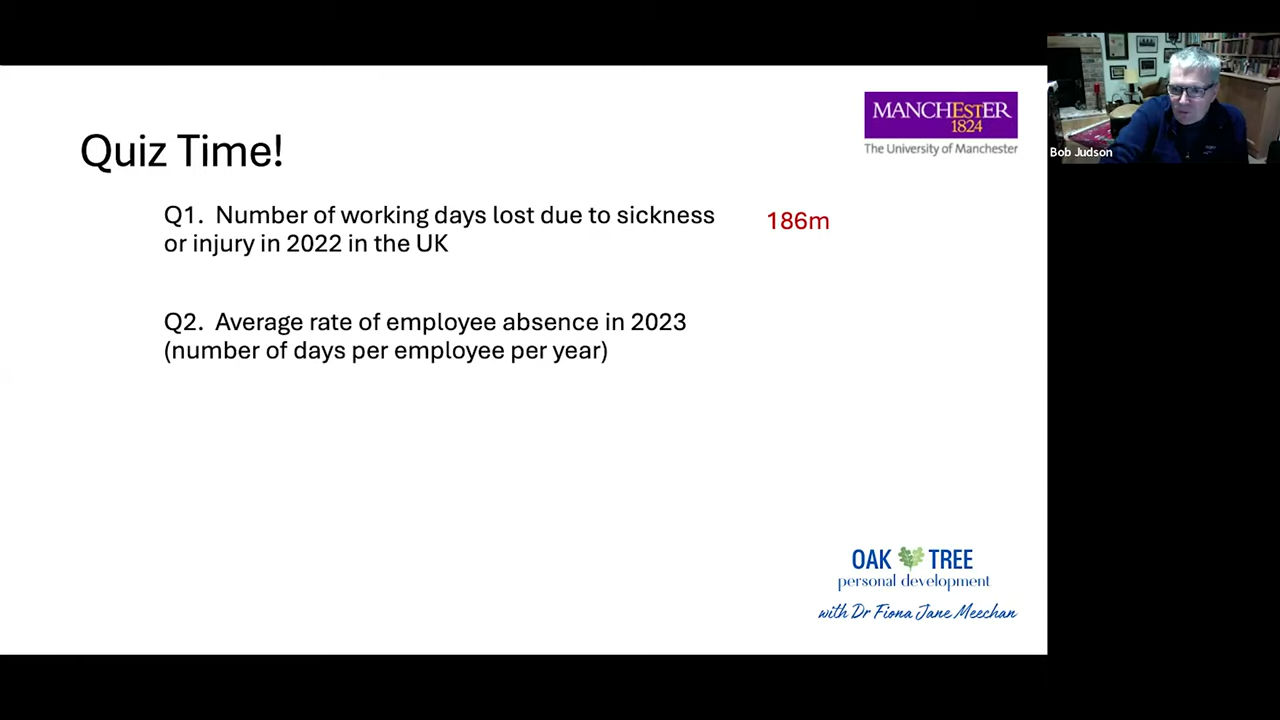 Quiz Time!
MANCHESTER
1824
The University of Manchester
Q1. Number of working days lost due to sickness
or injury in 2022 in the UK
186m
Q2. Average rate of employee absence in 2023
(number of days per employee per year)
OAK TREE
personal development
with Dr Fiona Jane Meechan
Bob Judson